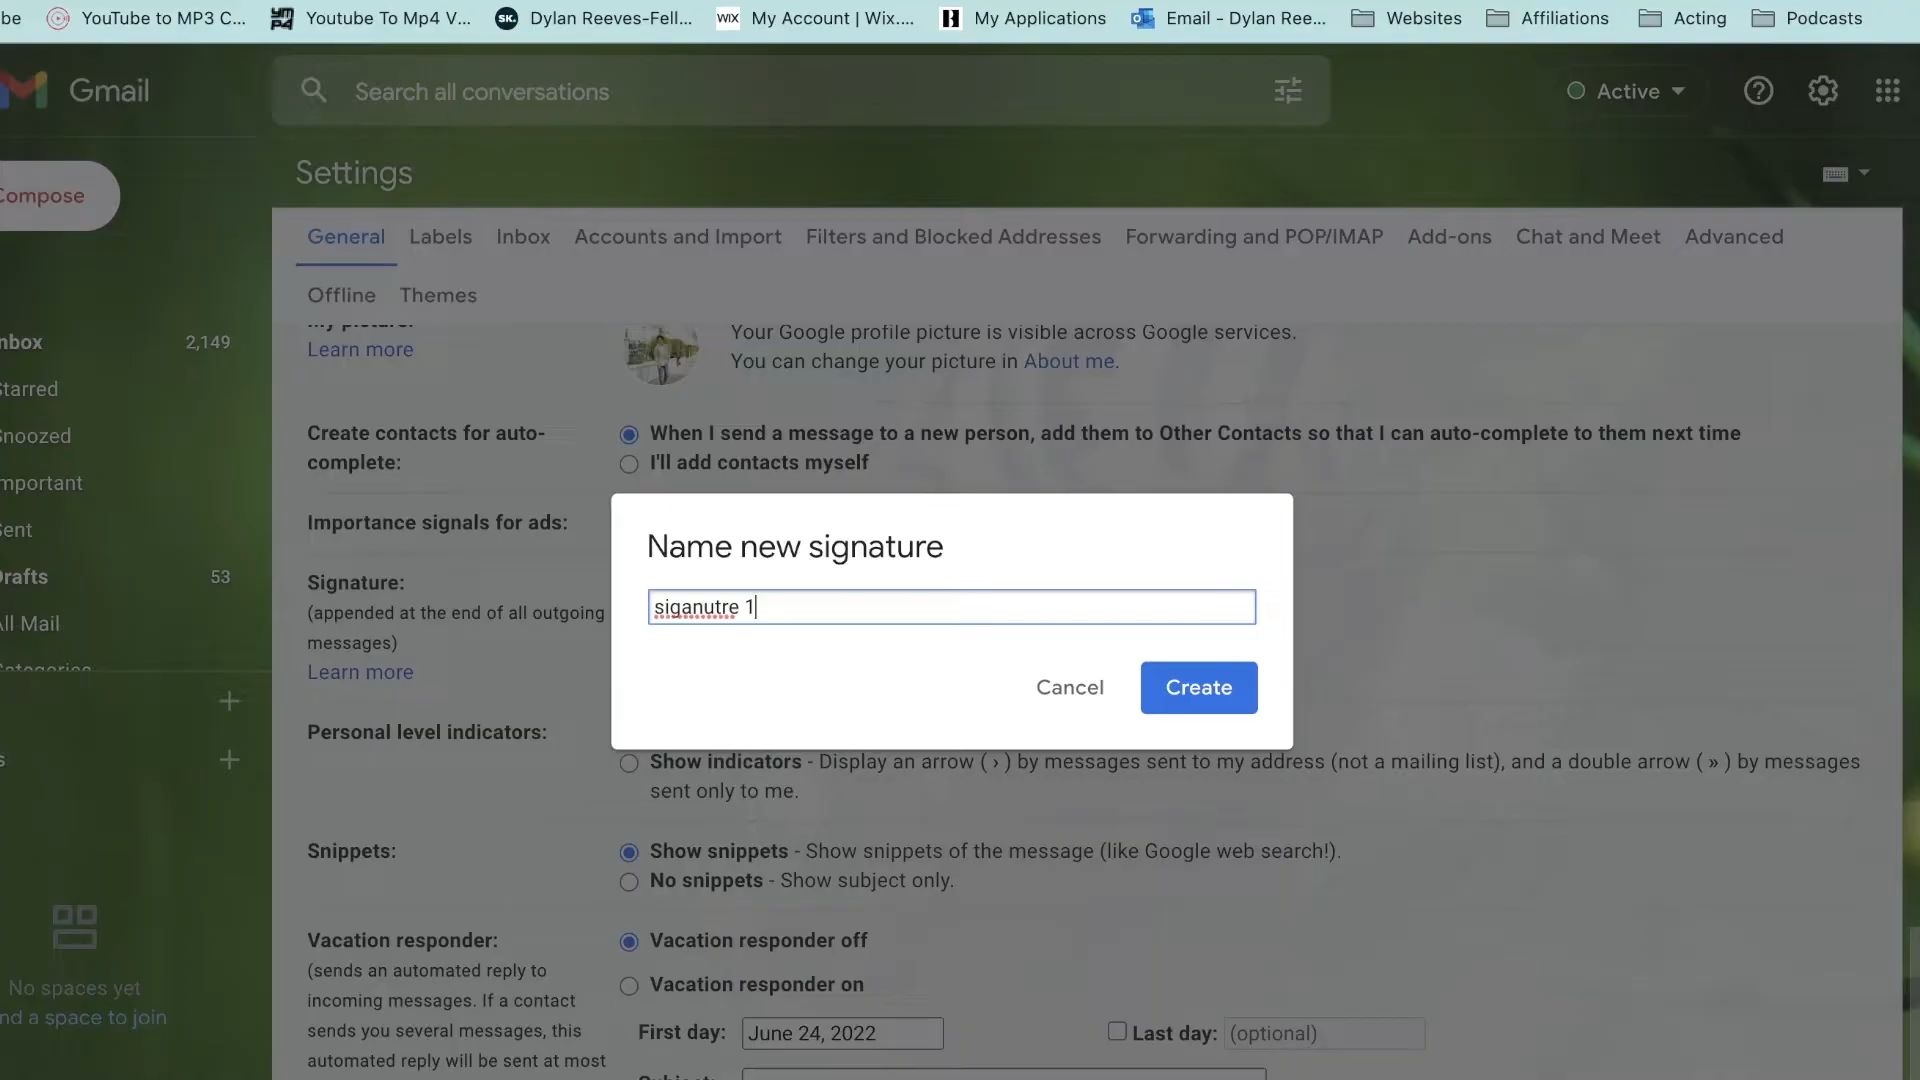 be YouTube to MP3 C... Youtube To Mp4 V... SK. Dylan Reeves-Fell... WIX My Account | Wix.... My Applications Email - Dylan Ree... Websites Affiliations Acting Podcasts
Gmail Search all conversations Active
Settings
Compose
General Labels Inbox Accounts and Import Filters and Blocked Addresses Forwarding and POP/IMAP Add-ons Chat and Meet Advanced
Offline Themes
nbox 2,149
Starred
Snoozed
mportant
Sent
Drafts 53
All Mail
Categories
No spaces yet
nd a space to join
My picture:
Learn more
Your Google profile picture is visible across Google services.
You can change your picture in About me.
Create contacts for auto-
complete:
When I send a message to a new person, add them to Other Contacts so that I can auto-complete to them next time
I'll add contacts myself
Importance signals for ads:
Signature:
(appended at the end of all outgoing
messages)
Learn more
Name new signature
siganutre 1
Cancel Create
Personal level indicators:
Show indicators - Display an arrow ( › ) by messages sent to my address (not a mailing list), and a double arrow ( » ) by messages
sent only to me.
Snippets:
Show snippets - Show snippets of the message (like Google web search!).
No snippets - Show subject only.
Vacation responder:
(sends an automated reply to
incoming messages. If a contact
sends you several messages, this
automated reply will be sent at most
Vacation responder off
Vacation responder on
First day: June 24, 2022 Last day: (optional)